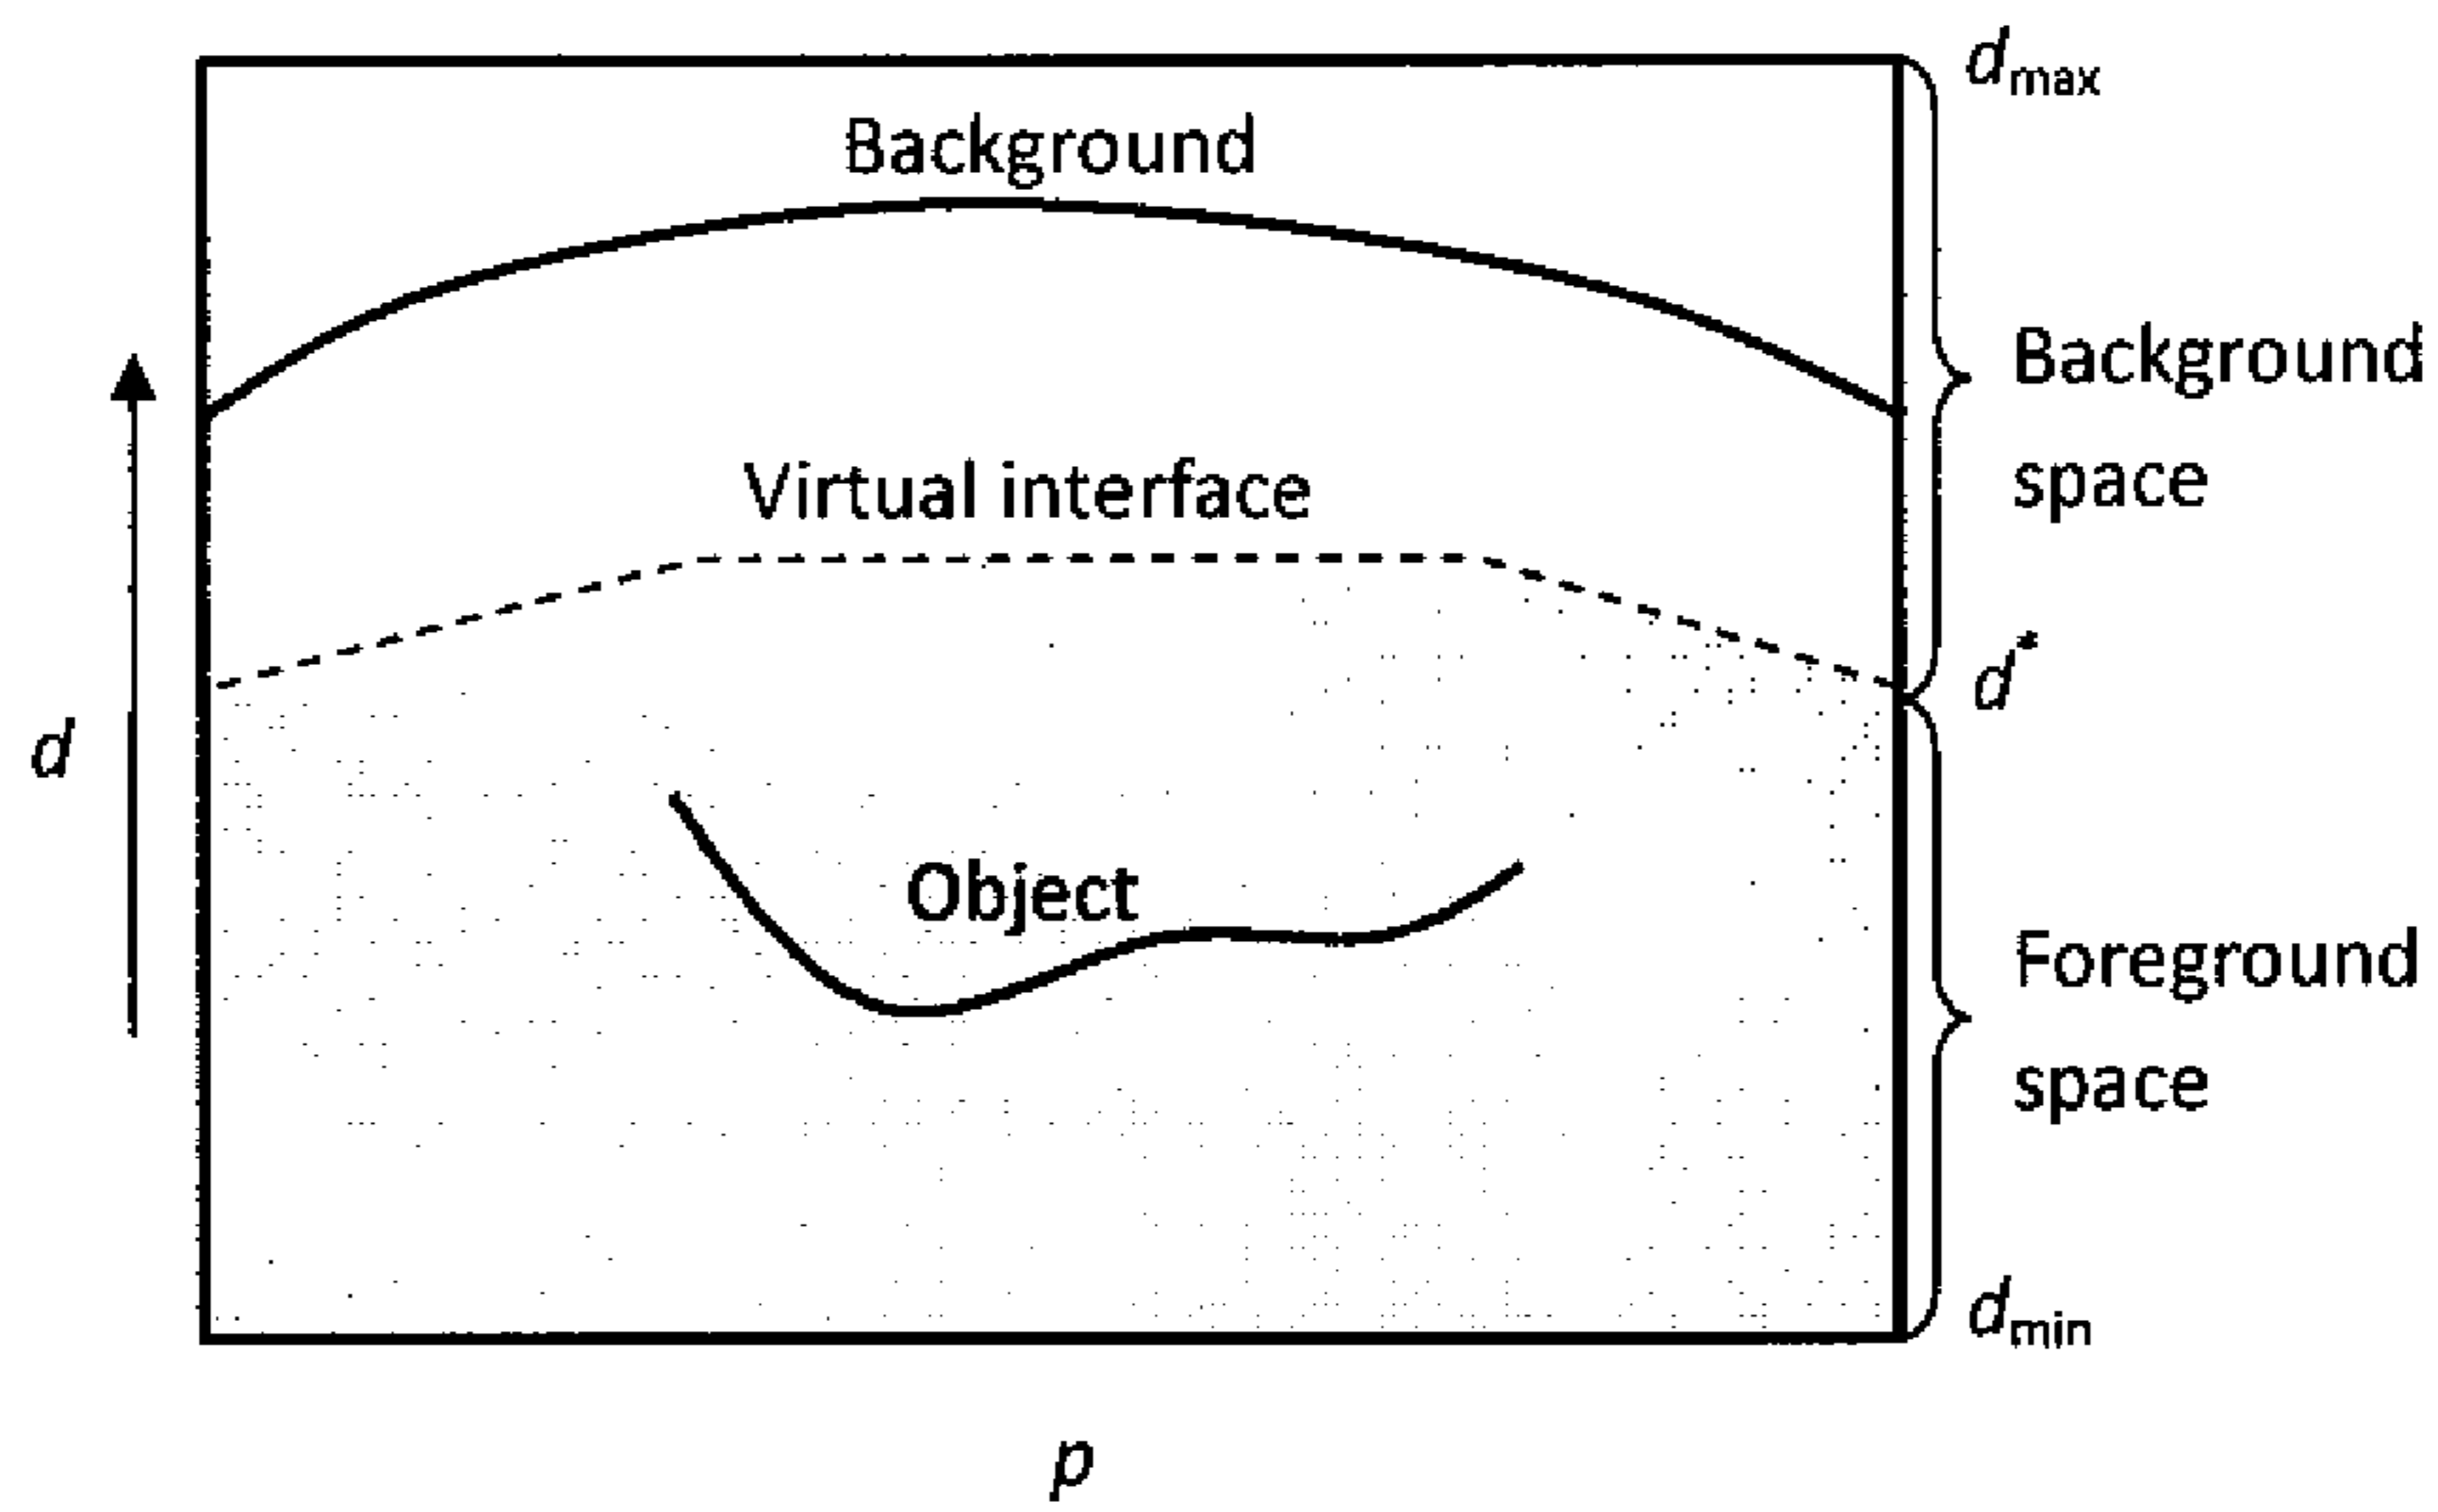 d_max
Background
Background
space
Virtual interface
d*
d
Object
Foreground
space
d_min
p